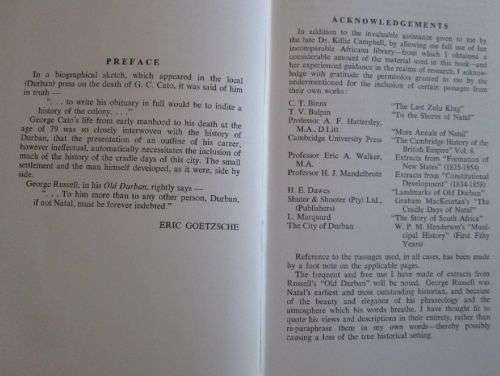 PREFACE
In a biographical sketch, which appeared in the local
(Durban) press on the death of G. C. Cato, it was said of him
in truth —
". . . to write his obituary in full would be to indite a
history of the colony. . . ."
George Cato's life from early manhood to his death at the
age of 79 was so closely interwoven with the history of
Durban, that the presentation of an outline of his career,
however ineffectual, automatically necessitates the inclusion of
much of the history of the cradle days of this city. The small
settlement and the man himself developed, as it were, side by
side.
George Russell, in his Old Durban, rightly says —
". . . To him more than to any other person, Durban,
if not Natal, must be forever indebted."
ERIC GOETZSCHE
ACKNOWLEDGEMENTS
In addition to the invaluable assistance given to me by
the late Dr. Killie Campbell, by allowing me full use of her
incomparable Africana library—from which I obtained a
considerable amount of the material used in this book—and
her experienced guidance in the realms of research, I acknow-
ledge with gratitude the permission granted to me by the
undermentioned for the inclusion of certain passages from
their own works:
C. T. Binns "The Last Zulu King"
T. V. Bulpin "To the Shores of Natal"
Professor A. F. Hattersley,
M.A., D.Litt. "More Annals of Natal"
Cambridge University Press "The Cambridge History of the
British Empire" Vol. 8.
Professor Eric A. Walker, Extracts from "Formation of
M.A. New States" (1835-1854)
Professor H. J. Mandelbrote Extracts from "Constitutional
Development" (1834-1858)
H. E. Dawes "Landmarks of Old Durban"
Shuter & Shooter (Pty) Ltd., Graham MacKeurtan's "The
(Publishers) Cradle Days of Natal"
L. Marquard "The Story of South Africa"
The City of Durban W. P. M. Henderson's "Muni-
cipal History" (First Fifty
Years)
Reference to the passages used, in all cases, has been made
by a foot note on the applicable pages.
The frequent and free use I have made of extracts from
Russell's "Old Durban" will be noted. George Russell was
Natal's earliest and most outstanding historian, and because
of the beauty and elegance of his phraseology and the
atmosphere which his words breathe, I have thought fit to
quote his views and descriptions in their entirety, rather than
re-paraphrase them in my own words—thereby possibly
causing a loss of the true historical setting.